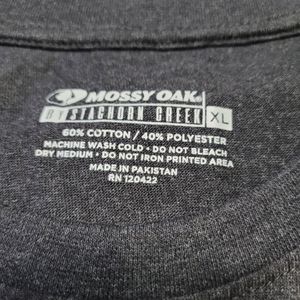 MOSSY OAK
BY STAGHORN CREEK XL
60% COTTON / 40% POLYESTER
MACHINE WASH COLD • DO NOT BLEACH
DRY MEDIUM • DO NOT IRON PRINTED AREA
MADE IN PAKISTAN
RN 120422